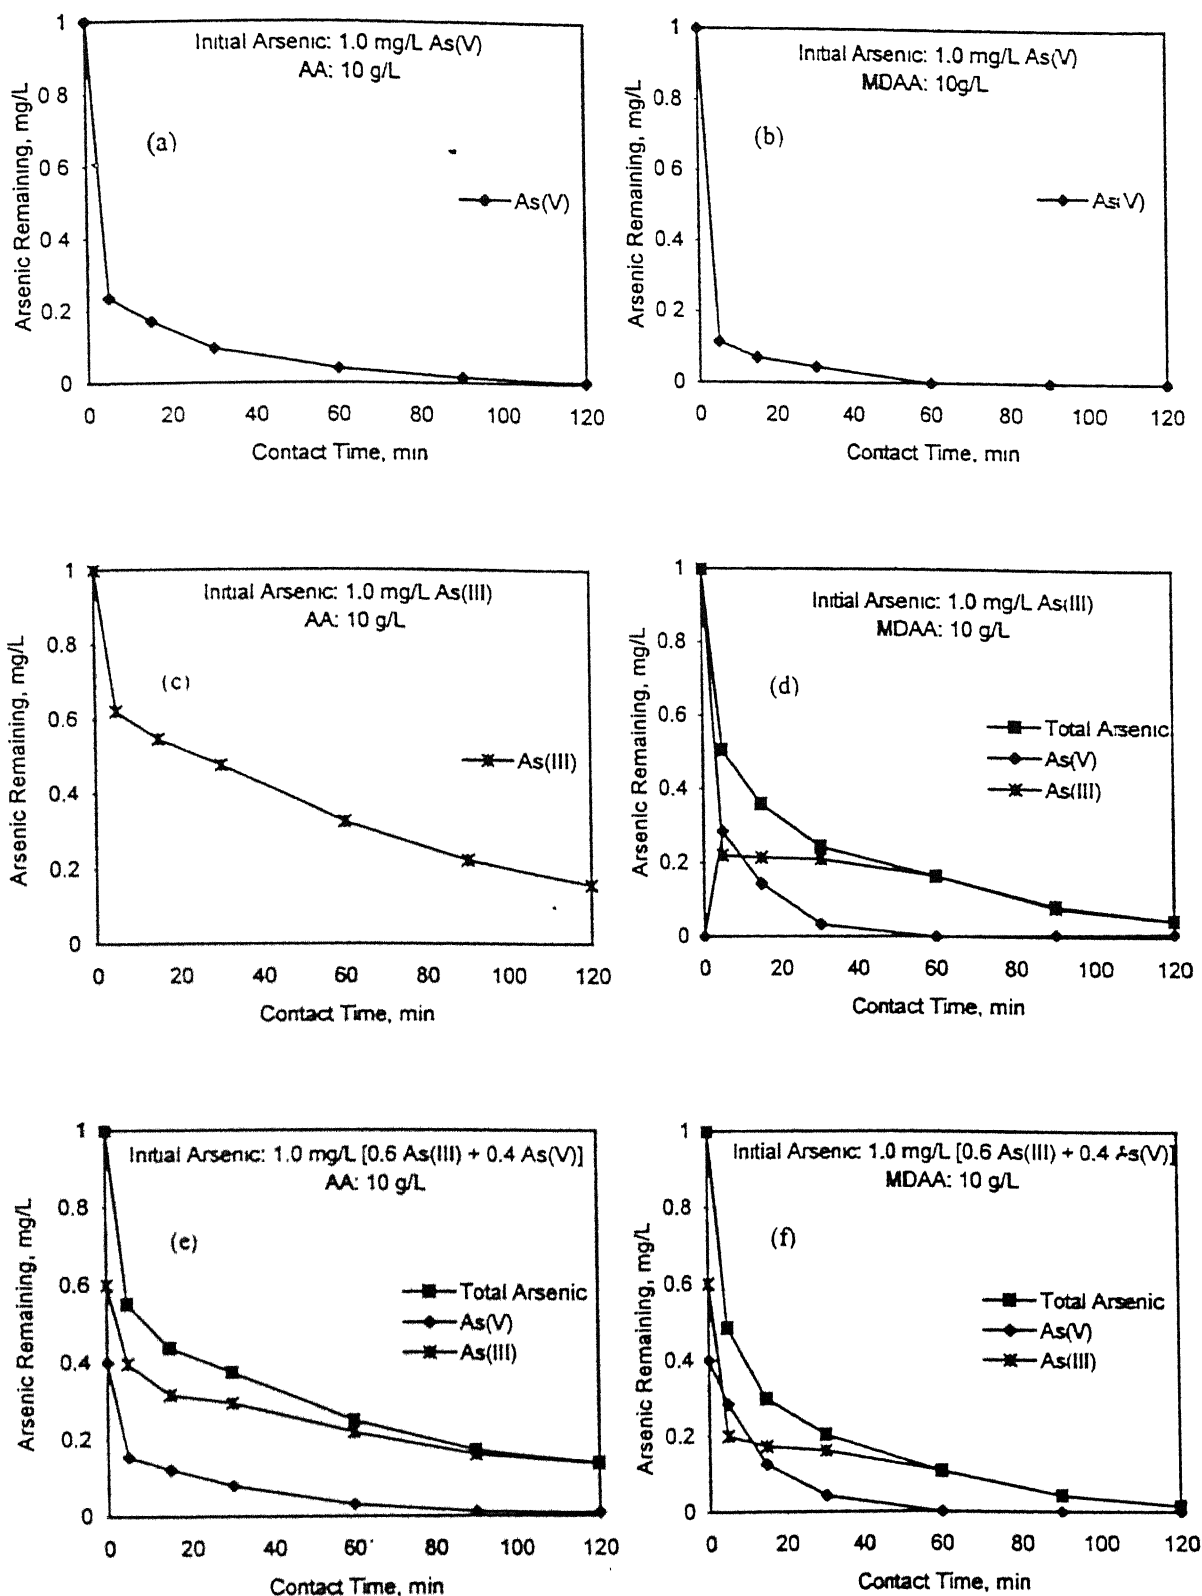 Initial Arsenic: 1.0 mg/L As(V)
AA: 10 g/L
(a)
As(V)
Arsenic Remaining, mg/L
1
0 8
0 6
0 4
0.2
0
0 20 40 60 80 100 120
Contact Time, min
Initial Arsenic: 1.0 mg/L As(V)
MDAA: 10g/L
(b)
As(V)
Arsenic Remaining, mg/L
1
0.8
0 6
0 4
0.2
0
0 20 40 60 80 100 120
Contact Time, min
Initial Arsenic: 1.0 mg/L As(III)
AA: 10 g/L
(c)
As(III)
Arsenic Remaining, mg/L
1
0.8
0.6
0.4
0.2
0
0 20 40 60 80 100 120
Contact Time, min
Initial Arsenic: 1.0 mg/L As(III)
MDAA: 10 g/L
(d)
Total Arsenic
As(V)
As(III)
Arsenic Remaining, mg/L
1
0.8
0.6
0.4
0.2
0
0 20 40 60 80 100 120
Contact Time, min
Initial Arsenic: 1.0 mg/L [0.6 As(III) + 0.4 As(V)]
AA: 10 g/L
(e)
Total Arsenic
As(V)
As(III)
Arsenic Remaining, mg/L
1
0.8
0.6
0.4
0.2
0
0 20 40 60 80 100 120
Contact Time, min
Initial Arsenic: 1.0 mg/L [0.6 As(III) + 0.4 As(V)]
MDAA: 10 g/L
(f)
Total Arsenic
As(V)
As(III)
Arsenic Remaining, mg/L
1
0.8
0.6
0.4
0.2
0
0 20 40 60 80 100 120
Contact Time, min